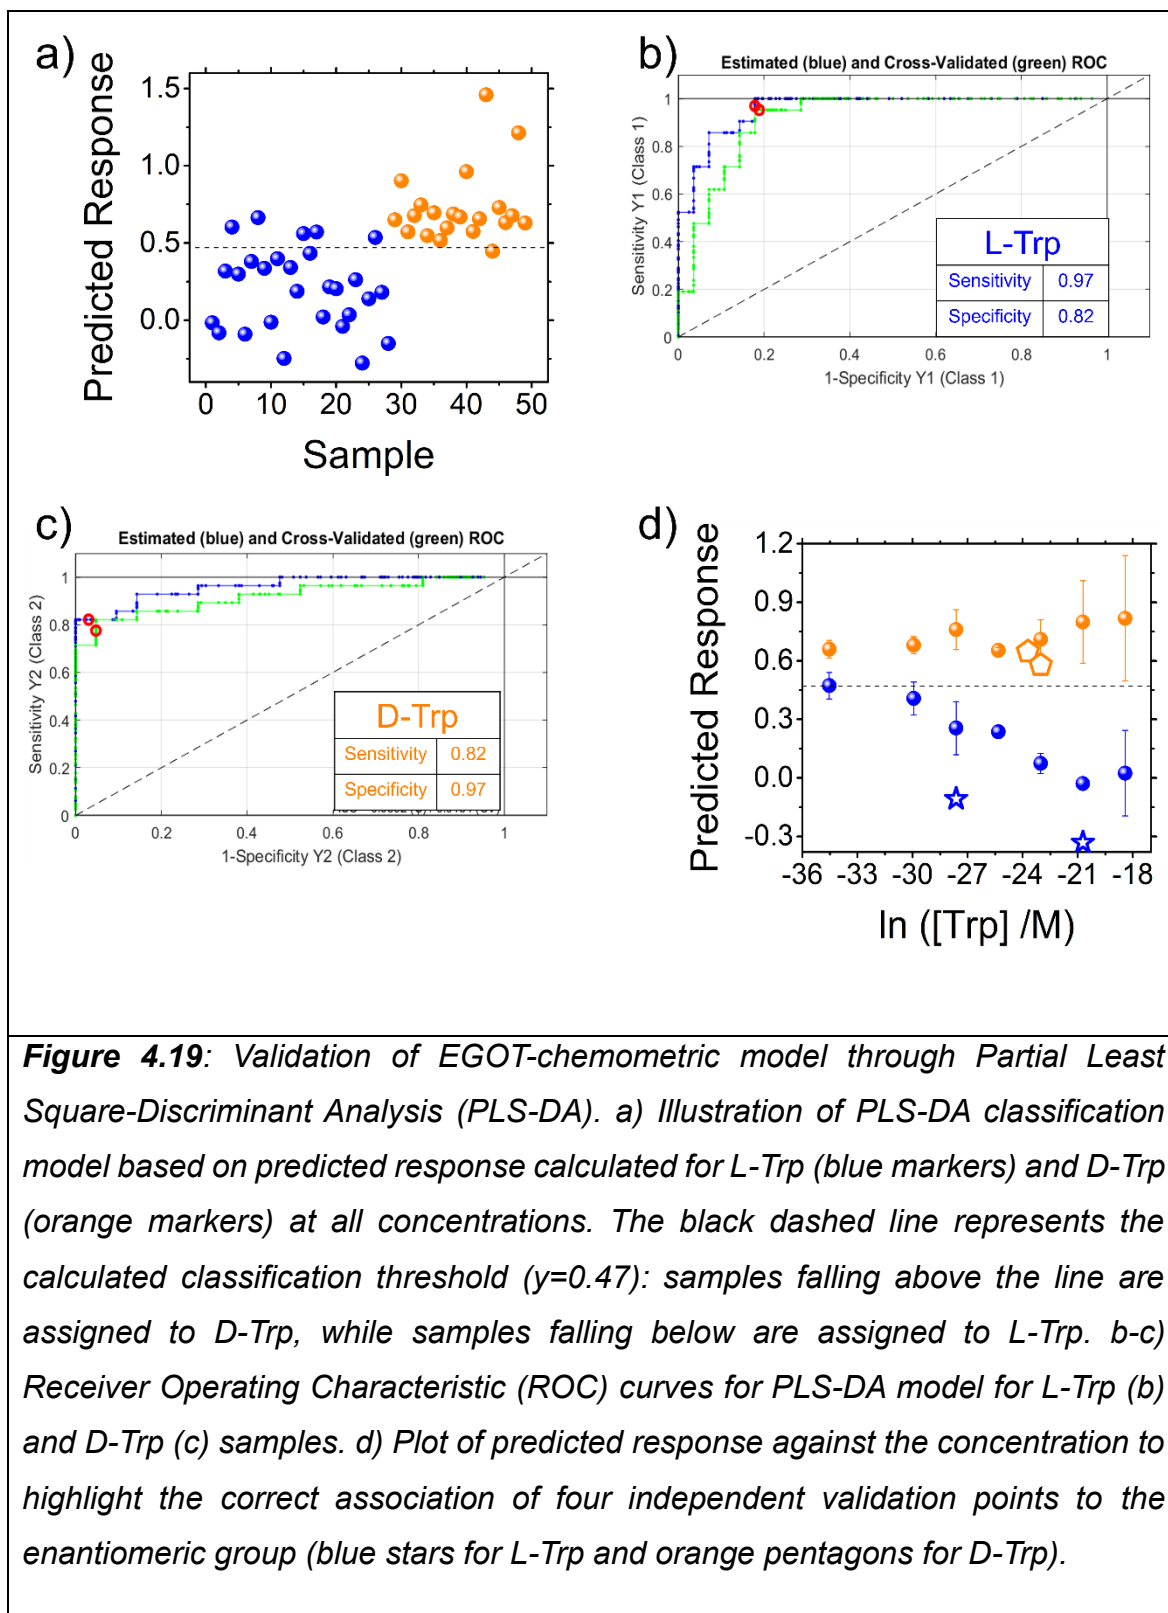 a)
Predicted Response
1.5
1.0
0.5
0.0
0 10 20 30 40 50
Sample
b)
Estimated (blue) and Cross-Validated (green) ROC
Sensitivity Y1 (Class 1)
1
0.8
0.6
0.4
0.2
0
0 0.2 0.4 0.6 0.8 1
1-Specificity Y1 (Class 1)
L-Trp
Sensitivity 0.97
Specificity 0.82
c)
Estimated (blue) and Cross-Validated (green) ROC
Sensitivity Y2 (Class 2)
1
0.8
0.6
0.4
0.2
0
0 0.2 0.4 0.6 0.8 1
1-Specificity Y2 (Class 2)
D-Trp
Sensitivity 0.82
Specificity 0.97
d)
Predicted Response
1.2
0.9
0.6
0.3
0.0
-0.3
-36 -33 -30 -27 -24 -21 -18
ln ([Trp] /M)
Figure 4.19: Validation of EGOT-chemometric model through Partial Least
Square-Discriminant Analysis (PLS-DA). a) Illustration of PLS-DA classification
model based on predicted response calculated for L-Trp (blue markers) and D-Trp
(orange markers) at all concentrations. The black dashed line represents the
calculated classification threshold (y=0.47): samples falling above the line are
assigned to D-Trp, while samples falling below are assigned to L-Trp. b-c)
Receiver Operating Characteristic (ROC) curves for PLS-DA model for L-Trp (b)
and D-Trp (c) samples. d) Plot of predicted response against the concentration to
highlight the correct association of four independent validation points to the
enantiomeric group (blue stars for L-Trp and orange pentagons for D-Trp).